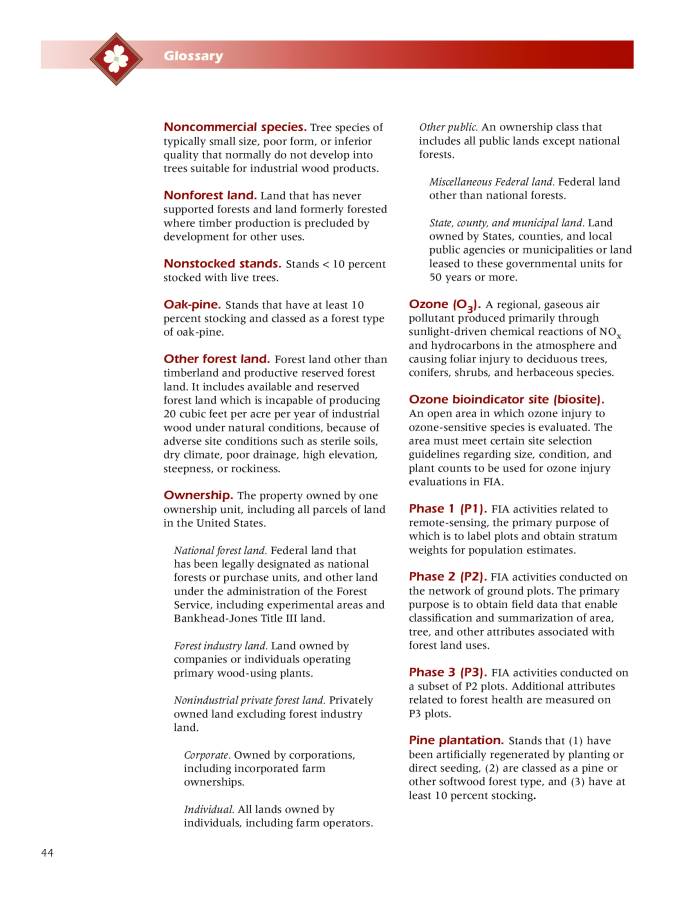 Glossary
Noncommercial species. Tree species of
typically small size, poor form, or inferior
quality that normally do not develop into
trees suitable for industrial wood products.
Nonforest land. Land that has never
supported forests and land formerly forested
where timber production is precluded by
development for other uses.
Nonstocked stands. Stands < 10 percent
stocked with live trees.
Oak-pine. Stands that have at least 10
percent stocking and classed as a forest type
of oak-pine.
Other forest land. Forest land other than
timberland and productive reserved forest
land. It includes available and reserved
forest land which is incapable of producing
20 cubic feet per acre per year of industrial
wood under natural conditions, because of
adverse site conditions such as sterile soils,
dry climate, poor drainage, high elevation,
steepness, or rockiness.
Ownership. The property owned by one
ownership unit, including all parcels of land
in the United States.
National forest land. Federal land that
has been legally designated as national
forests or purchase units, and other land
under the administration of the Forest
Service, including experimental areas and
Bankhead-Jones Title III land.
Forest industry land. Land owned by
companies or individuals operating
primary wood-using plants.
Nonindustrial private forest land. Privately
owned land excluding forest industry
land.
Corporate. Owned by corporations,
including incorporated farm
ownerships.
Individual. All lands owned by
individuals, including farm operators.
Other public. An ownership class that
includes all public lands except national
forests.
Miscellaneous Federal land. Federal land
other than national forests.
State, county, and municipal land. Land
owned by States, counties, and local
public agencies or municipalities or land
leased to these governmental units for
50 years or more.
Ozone (O3). A regional, gaseous air
pollutant produced primarily through
sunlight-driven chemical reactions of NOx
and hydrocarbons in the atmosphere and
causing foliar injury to deciduous trees,
conifers, shrubs, and herbaceous species.
Ozone bioindicator site (biosite).
An open area in which ozone injury to
ozone-sensitive species is evaluated. The
area must meet certain site selection
guidelines regarding size, condition, and
plant counts to be used for ozone injury
evaluations in FIA.
Phase 1 (P1). FIA activities related to
remote-sensing, the primary purpose of
which is to label plots and obtain stratum
weights for population estimates.
Phase 2 (P2). FIA activities conducted on
the network of ground plots. The primary
purpose is to obtain field data that enable
classification and summarization of area,
tree, and other attributes associated with
forest land uses.
Phase 3 (P3). FIA activities conducted on
a subset of P2 plots. Additional attributes
related to forest health are measured on
P3 plots.
Pine plantation. Stands that (1) have
been artificially regenerated by planting or
direct seeding, (2) are classed as a pine or
other softwood forest type, and (3) have at
least 10 percent stocking.
44